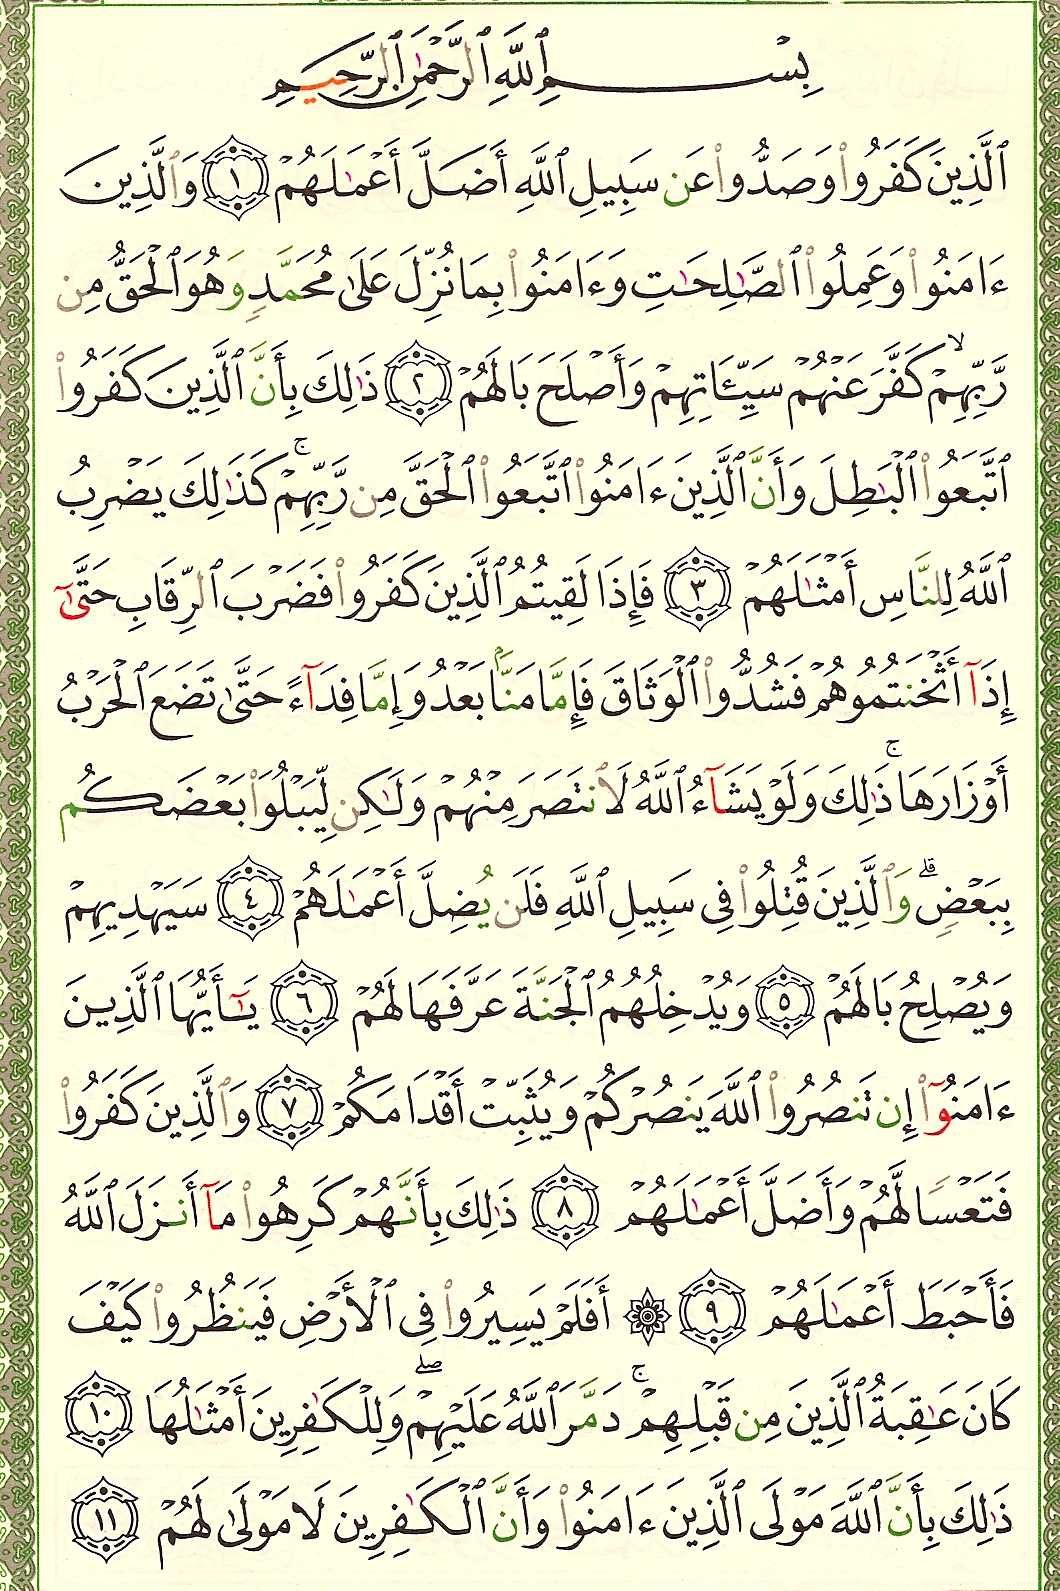 بِسْمِ ٱللَّهِ ٱلرَّحْمَٰنِ ٱلرَّحِيمِ
ٱلَّذِينَ كَفَرُوا۟ وَصَدُّوا۟ عَن سَبِيلِ ٱللَّهِ أَضَلَّ أَعْمَٰلَهُمْ ١ وَٱلَّذِينَ
ءَامَنُوا۟ وَعَمِلُوا۟ ٱلصَّٰلِحَٰتِ وَءَامَنُوا۟ بِمَا نُزِّلَ عَلَىٰ مُحَمَّدٍ وَهُوَ ٱلْحَقُّ مِن
رَّبِّهِمْ ۙ كَفَّرَ عَنْهُمْ سَيِّـَٔاتِهِمْ وَأَصْلَحَ بَالَهُمْ ٢ ذَٰلِكَ بِأَنَّ ٱلَّذِينَ كَفَرُوا۟
ٱتَّبَعُوا۟ ٱلْبَٰطِلَ وَأَنَّ ٱلَّذِينَ ءَامَنُوا۟ ٱتَّبَعُوا۟ ٱلْحَقَّ مِن رَّبِّهِمْ ۚ كَذَٰلِكَ يَضْرِبُ
ٱللَّهُ لِلنَّاسِ أَمْثَٰلَهُمْ ٣ فَإِذَا لَقِيتُمُ ٱلَّذِينَ كَفَرُوا۟ فَضَرْبَ ٱلرِّقَابِ حَتَّىٰٓ
إِذَآ أَثْخَنتُمُوهُمْ فَشُدُّوا۟ ٱلْوَثَاقَ فَإِمَّا مَنًّۢا بَعْدُ وَإِمَّا فِدَآءً حَتَّىٰ تَضَعَ ٱلْحَرْبُ
أَوْزَارَهَا ۚ ذَٰلِكَ وَلَوْ يَشَآءُ ٱللَّهُ لَٱنتَصَرَ مِنْهُمْ وَلَٰكِن لِّيَبْلُوَا۟ بَعْضَكُم
بِبَعْضٍ ۗ وَٱلَّذِينَ قُتِلُوا۟ فِى سَبِيلِ ٱللَّهِ فَلَن يُضِلَّ أَعْمَٰلَهُمْ ٤ سَيَهْدِيهِمْ
وَيُصْلِحُ بَالَهُمْ ٥ وَيُدْخِلُهُمُ ٱلْجَنَّةَ عَرَّفَهَا لَهُمْ ٦ يَٰٓأَيُّهَا ٱلَّذِينَ
ءَامَنُوٓا۟ إِن تَنصُرُوا۟ ٱللَّهَ يَنصُرْكُمْ وَيُثَبِّتْ أَقْدَامَكُمْ ٧ وَٱلَّذِينَ كَفَرُوا۟
فَتَعْسًا لَّهُمْ وَأَضَلَّ أَعْمَٰلَهُمْ ٨ ذَٰلِكَ بِأَنَّهُمْ كَرِهُوا۟ مَآ أَنزَلَ ٱللَّهُ
فَأَحْبَطَ أَعْمَٰلَهُمْ ٩ ۞ أَفَلَمْ يَسِيرُوا۟ فِى ٱلْأَرْضِ فَيَنظُرُوا۟ كَيْفَ
كَانَ عَٰقِبَةُ ٱلَّذِينَ مِن قَبْلِهِمْ ۚ دَمَّرَ ٱللَّهُ عَلَيْهِمْ ۖ وَلِلْكَٰفِرِينَ أَمْثَٰلُهَا ١٠
ذَٰلِكَ بِأَنَّ ٱللَّهَ مَوْلَى ٱلَّذِينَ ءَامَنُوا۟ وَأَنَّ ٱلْكَٰفِرِينَ لَا مَوْلَىٰ لَهُمْ ١١